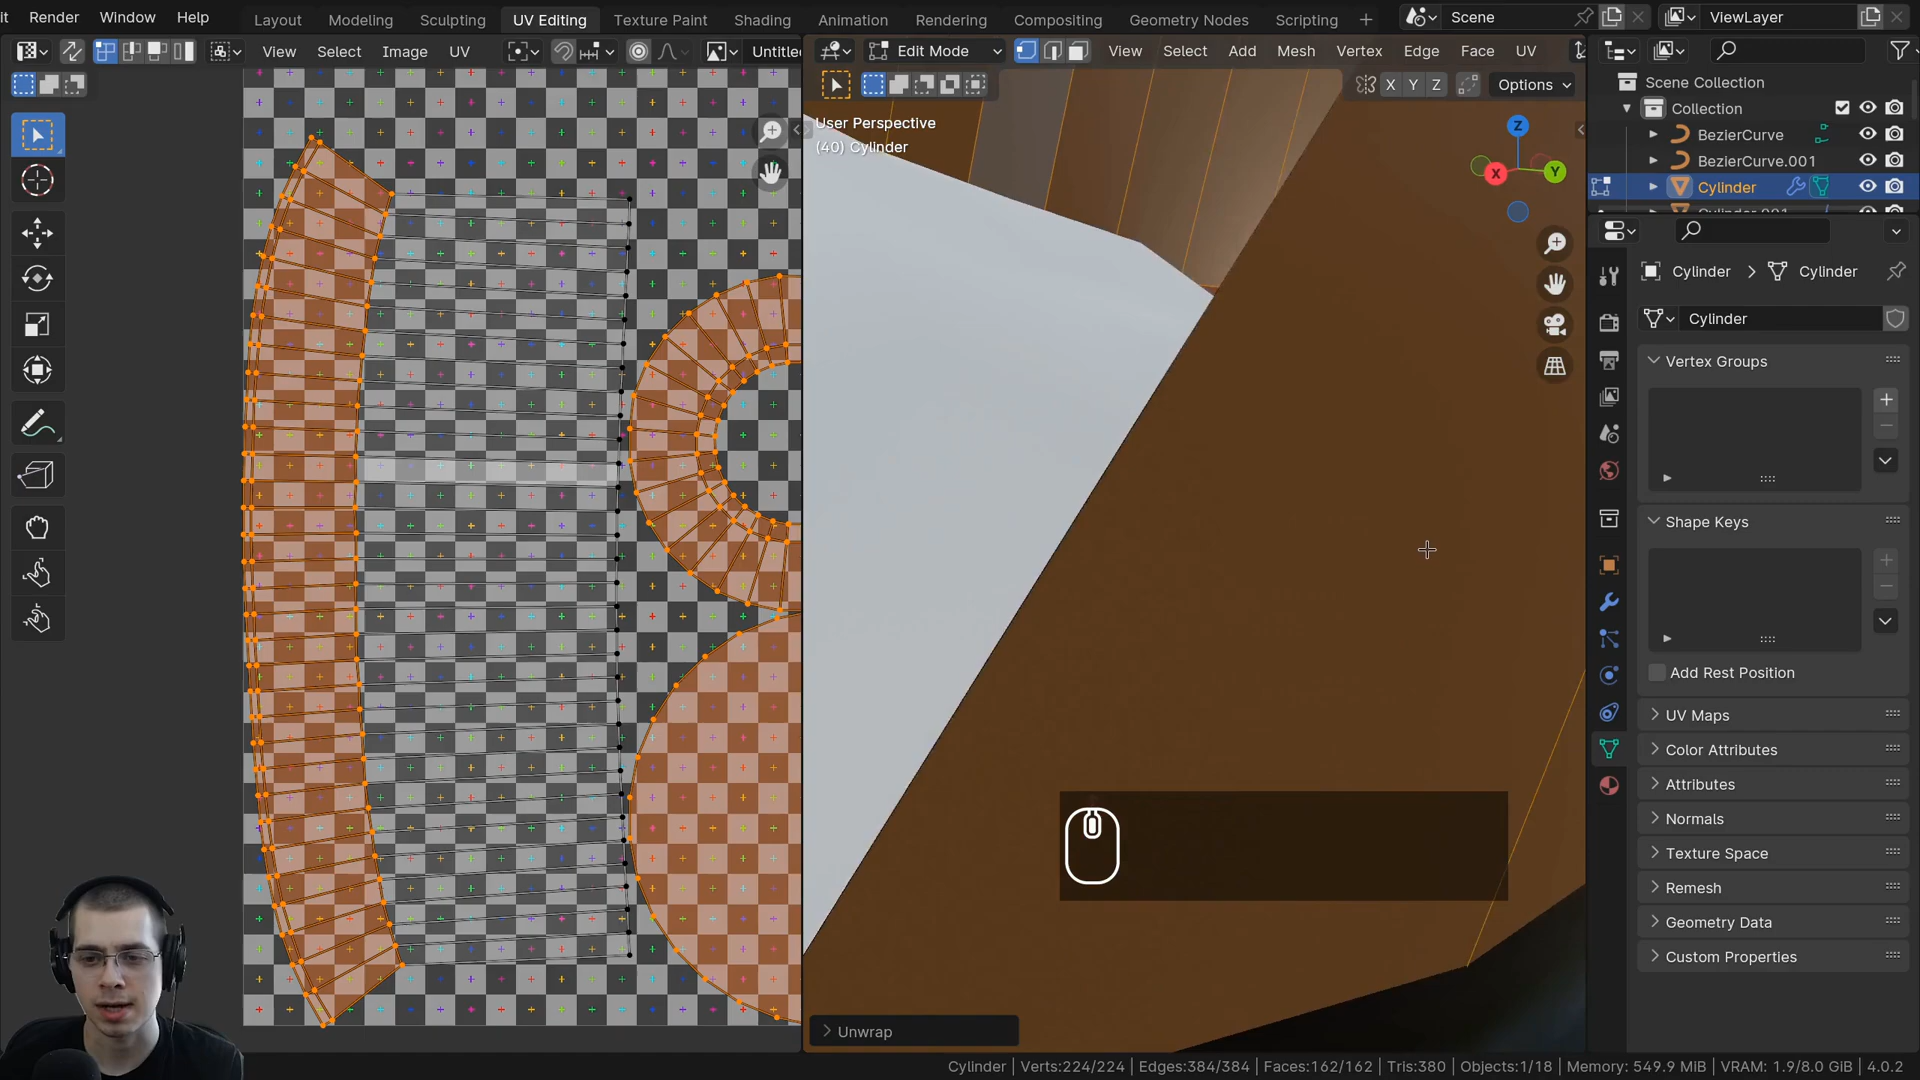 Render Window Help Layout Modeling Sculpting UV Editing Texture Paint Shading Animation Rendering Compositing Geometry Nodes Scripting + Scene ViewLayer
View Select Image UV Edit Mode View Select Add Mesh Vertex Edge Face UV
X Y Z Options
Scene Collection
Collection
BezierCurve
BezierCurve.001
Cylinder
User Perspective
(40) Cylinder
Z
X
Y
Cylinder > Cylinder
Cylinder
Vertex Groups
Shape Keys
Add Rest Position
UV Maps
Color Attributes
Attributes
Normals
Texture Space
Remesh
Geometry Data
Custom Properties
Unwrap
Cylinder | Verts:224/224 | Edges:384/384 | Faces:162/162 | Tris:380 | Objects:1/18 | Memory: 549.9 MiB | VRAM: 1.9/8.0 GiB | 4.0.2